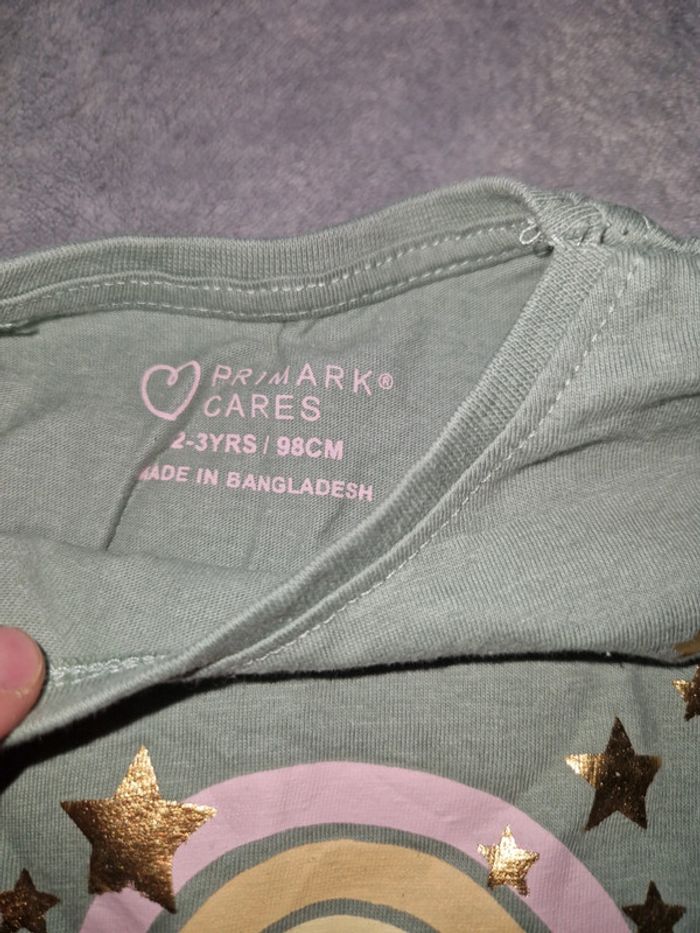 PRIMARK®
CARES
2-3YRS / 98CM
MADE IN BANGLADESH